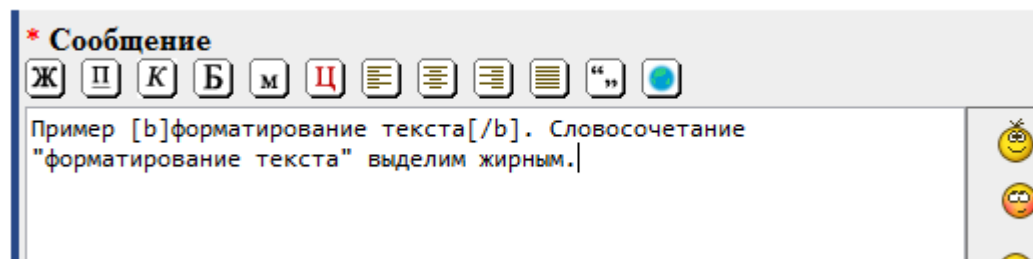 * Сообщение
Ж П К Б м Ц “„
Пример [b]форматирование текста[/b]. Словосочетание
"форматирование текста" выделим жирным.